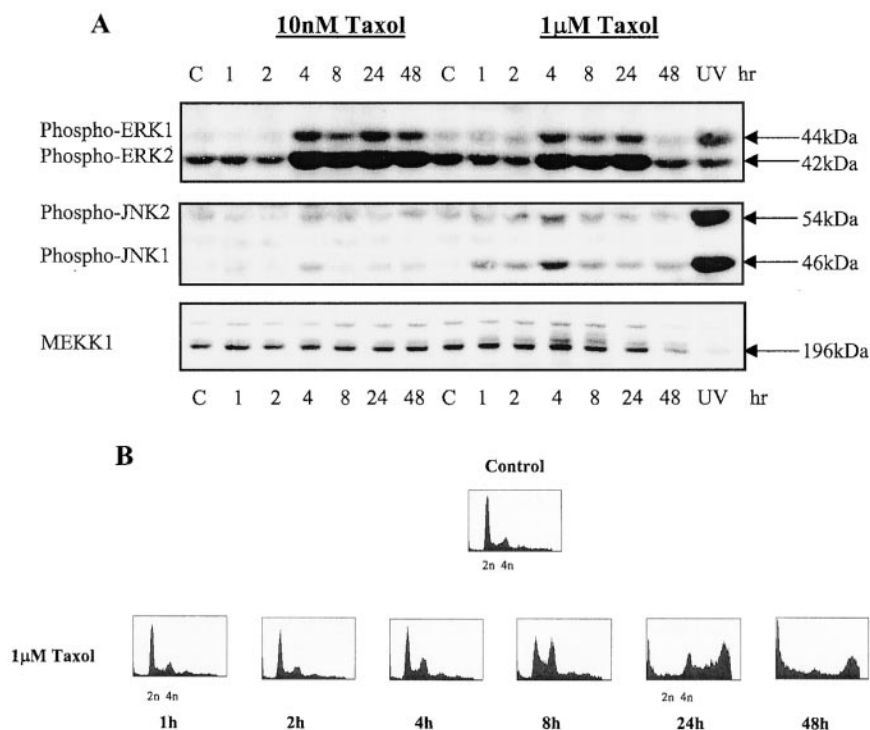 A
10nM Taxol 1µM Taxol
C 1 2 4 8 24 48 C 1 2 4 8 24 48 UV hr
Phospho-ERK1 44kDa
Phospho-ERK2 42kDa
Phospho-JNK2 54kDa
Phospho-JNK1 46kDa
MEKK1 196kDa
C 1 2 4 8 24 48 C 1 2 4 8 24 48 UV hr
B
Control
2n 4n
1µM Taxol
2n 4n 2n 4n
1h 2h 4h 8h 24h 48h